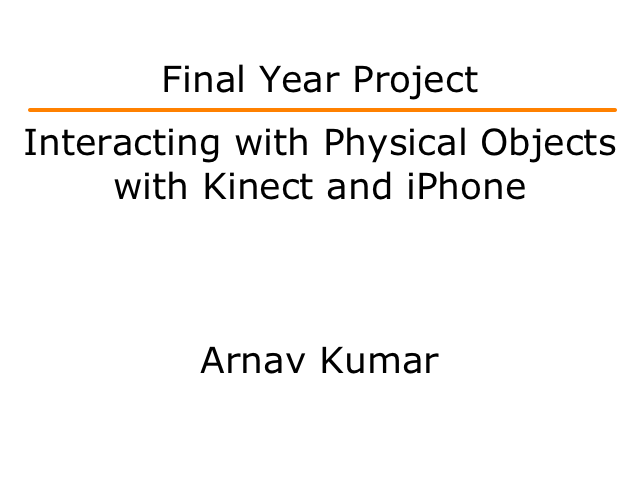 Final Year Project
Interacting with Physical Objects
with Kinect and iPhone
Arnav Kumar